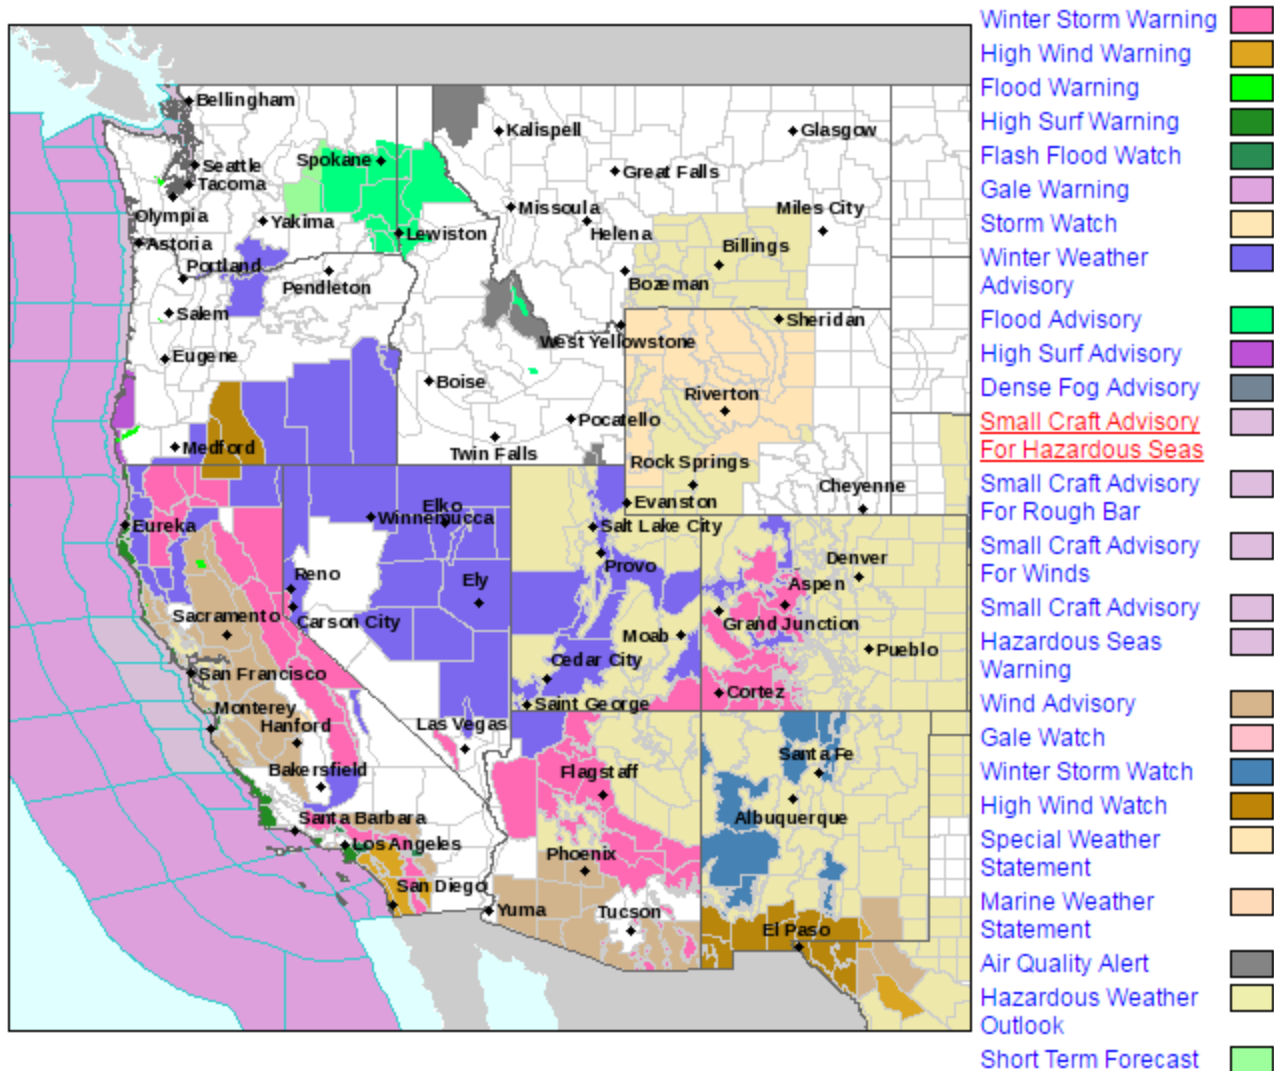 Bellingham
Kalispell
Glasgow
Seattle
Spokane
Great Falls
Tacoma
Olympia
Yakima
Missoula
Miles City
Astoria
Lewiston
Helena
Billings
Portland
Pendleton
Bozeman
Salem
Sheridan
West Yellowstone
Eugene
Boise
Riverton
Pocatello
Medford
Twin Falls
Rock Springs
Cheyenne
Evanston
Elko
Winnemucca
Eureka
Salt Lake City
Denver
Provo
Reno
Ely
Aspen
Sacramento
Carson City
Grand Junction
Moab
Pueblo
Cedar City
San Francisco
Cortez
Saint George
Monterey
Hanford
Las Vegas
Santa Fe
Bakersfield
Flagstaff
Albuquerque
Santa Barbara
Los Angeles
Phoenix
San Diego
Yuma
Tucson
El Paso
Winter Storm Warning
High Wind Warning
Flood Warning
High Surf Warning
Flash Flood Watch
Gale Warning
Storm Watch
Winter Weather
Advisory
Flood Advisory
High Surf Advisory
Dense Fog Advisory
Small Craft Advisory
For Hazardous Seas
Small Craft Advisory
For Rough Bar
Small Craft Advisory
For Winds
Small Craft Advisory
Hazardous Seas
Warning
Wind Advisory
Gale Watch
Winter Storm Watch
High Wind Watch
Special Weather
Statement
Marine Weather
Statement
Air Quality Alert
Hazardous Weather
Outlook
Short Term Forecast